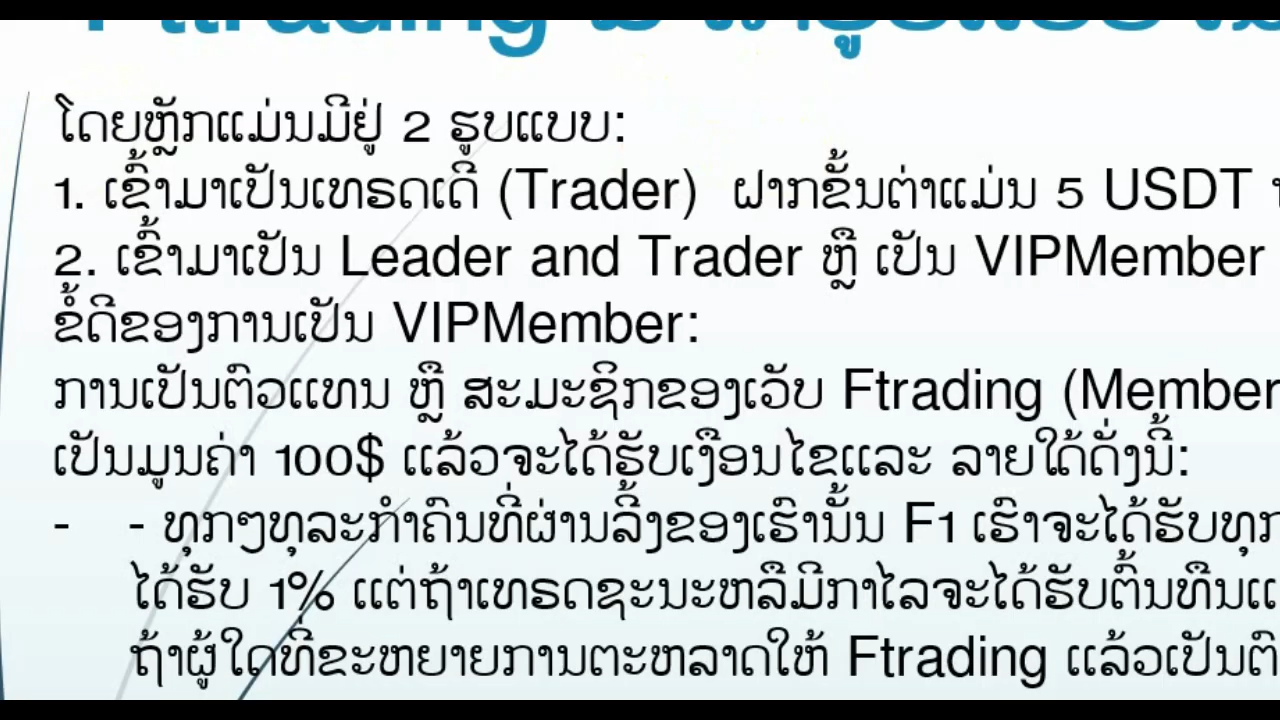 Ftrading
ໂດຍຫຼັກແມ່ນມີຢູ່ 2 ຮູບແບບ:
1. ເຂົ້າມາເປັນເທຣດເດີ (Trader) ຝາກຂັ້ນຕ່ຳແມ່ນ 5 USDT
2. ເຂົ້າມາເປັນ Leader and Trader ຫຼື ເປັນ VIPMember
ຂໍ້ດີຂອງການເປັນ VIPMember:
ການເປັນຕົວແທນ ຫຼື ສະມະຊິກຂອງເວັບ Ftrading (Member
ເປັນມູນຄ່າ 100$ ແລ້ວຈະໄດ້ຮັບເງືອນໄຂແລະ ລາຍໃດ້ດັ່ງນີ້:
- - ທຸກໆທຸລະກຳຄົນທີ່ຜ່ານລີ້ງຂອງເຮົານັ້ນ F1 ເຮົາຈະໄດ້ຮັບທຸກ
ໄດ້ຮັບ 1% ແຕ່ຖ້າເທຣດຊະນະຫລືມີກາໄລຈະໄດ້ຮັບຕົ້ນທືນແ
ຖ້າຜູ້ໃດທີ່ຂະຫຍາຍການຕະຫລາດໃຫ້ Ftrading ແລ້ວເປັນຕົ